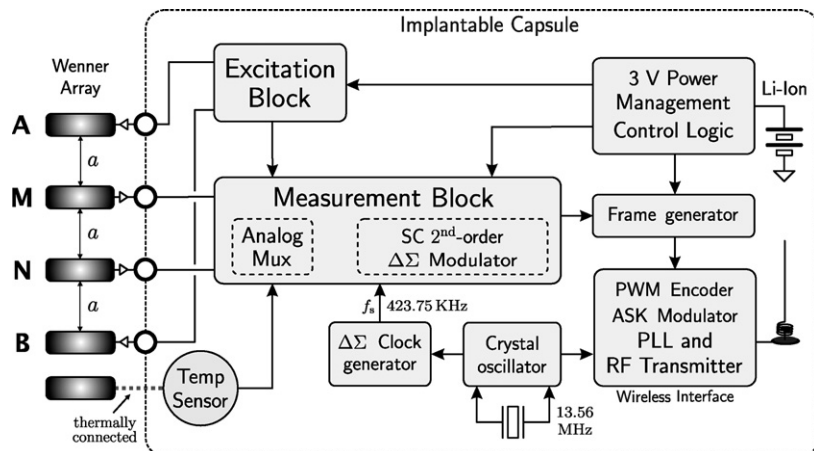 Implantable Capsule
Wenner
Array
A
a
M
a
N
a
B
thermally
connected
Excitation
Block
3 V Power
Management
Control Logic
Li-Ion
Measurement Block
Analog
Mux
SC 2nd-order
ΔΣ Modulator
Frame generator
fs 423.75 KHz
PWM Encoder
ASK Modulator
PLL and
RF Transmitter
Wireless Interface
ΔΣ Clock
generator
Crystal
oscillator
13.56
MHz
Temp
Sensor